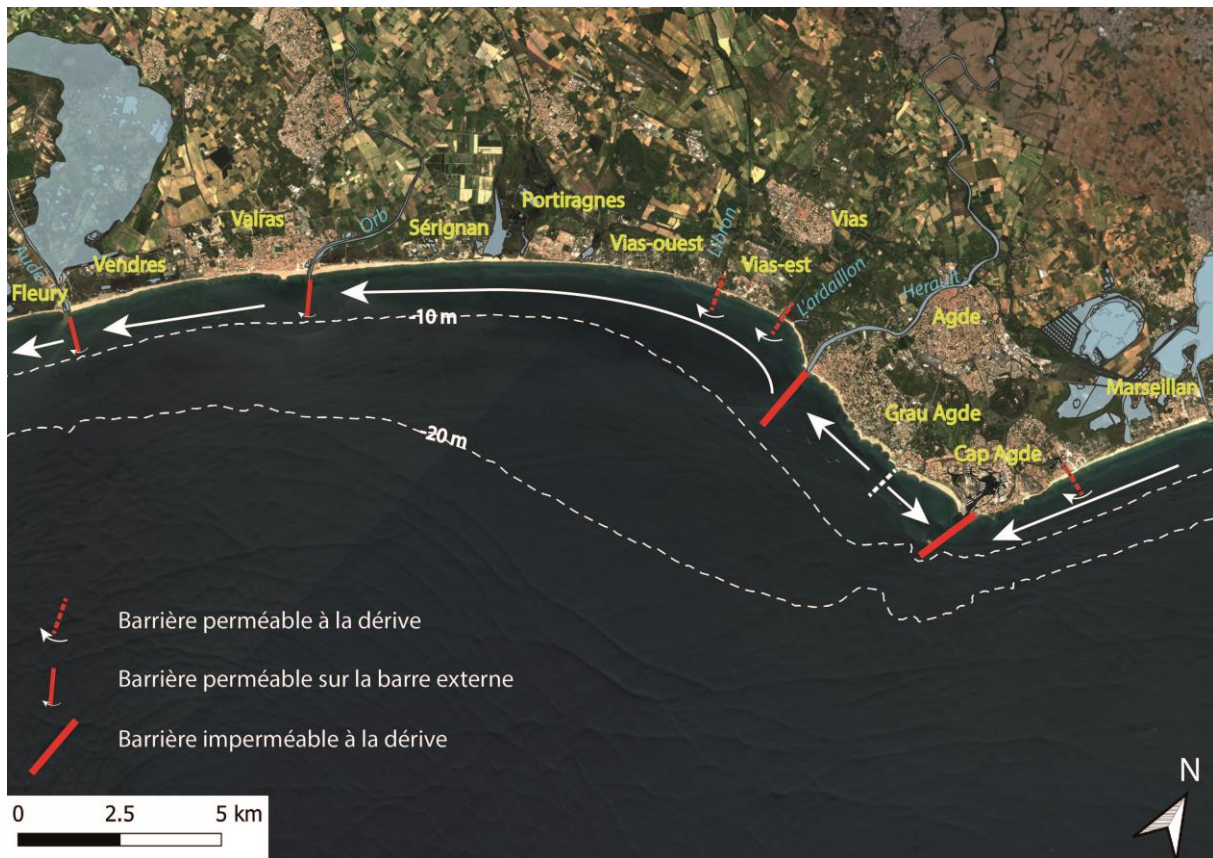 Portiragnes
Valras
Orb
Sérignan
Vias-ouest
Libron
Vias
Aude
Vendres
Vias-est
L'ardaillon
Herault
Fleury
-10 m
Agde
Marseillan
Grau Agde
-20 m
Cap Agde
Barrière perméable à la dérive
Barrière perméable sur la barre externe
Barrière imperméable à la dérive
N
0 2.5 5 km